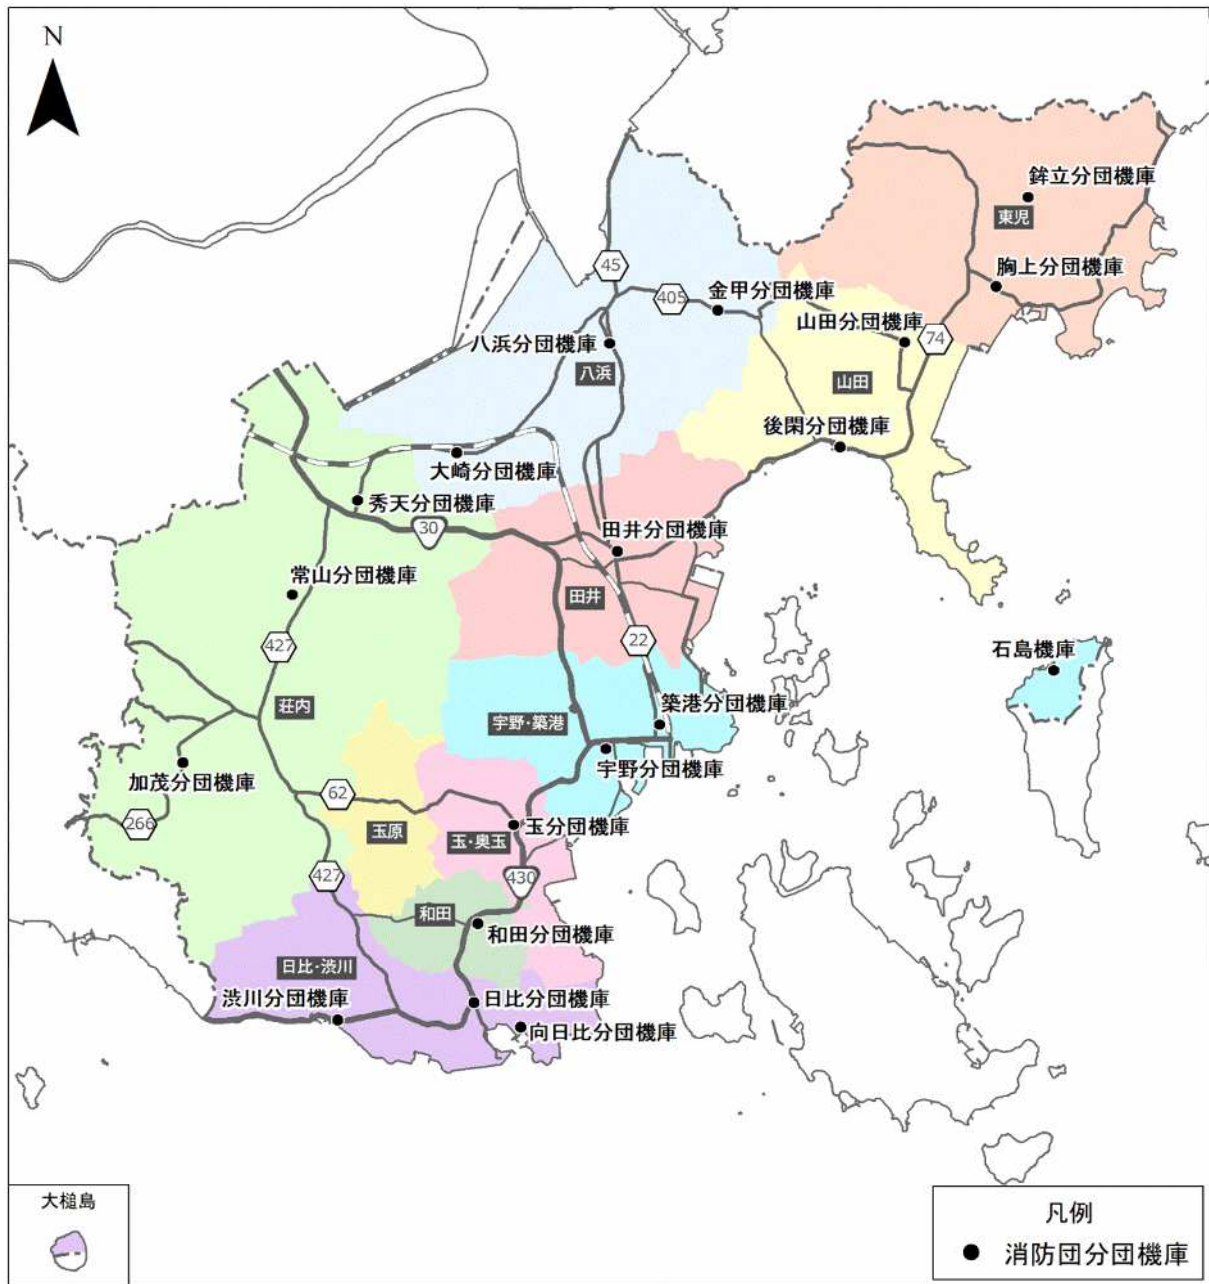 N
鉾立分団機庫
東児
45
胸上分団機庫
405
金甲分団機庫
山田分団機庫
74
八浜分団機庫
八浜
山田
後閑分団機庫
大崎分団機庫
秀天分団機庫
30
田井分団機庫
常山分団機庫
田井
427
22
石島機庫
荘内
宇野・築港
築港分団機庫
宇野分団機庫
加茂分団機庫
62
266
玉原
玉・奥玉
玉分団機庫
427
430
和田
和田分団機庫
日比・渋川
渋川分団機庫
日比分団機庫
向日比分団機庫
大槌島
凡例
消防団分団機庫